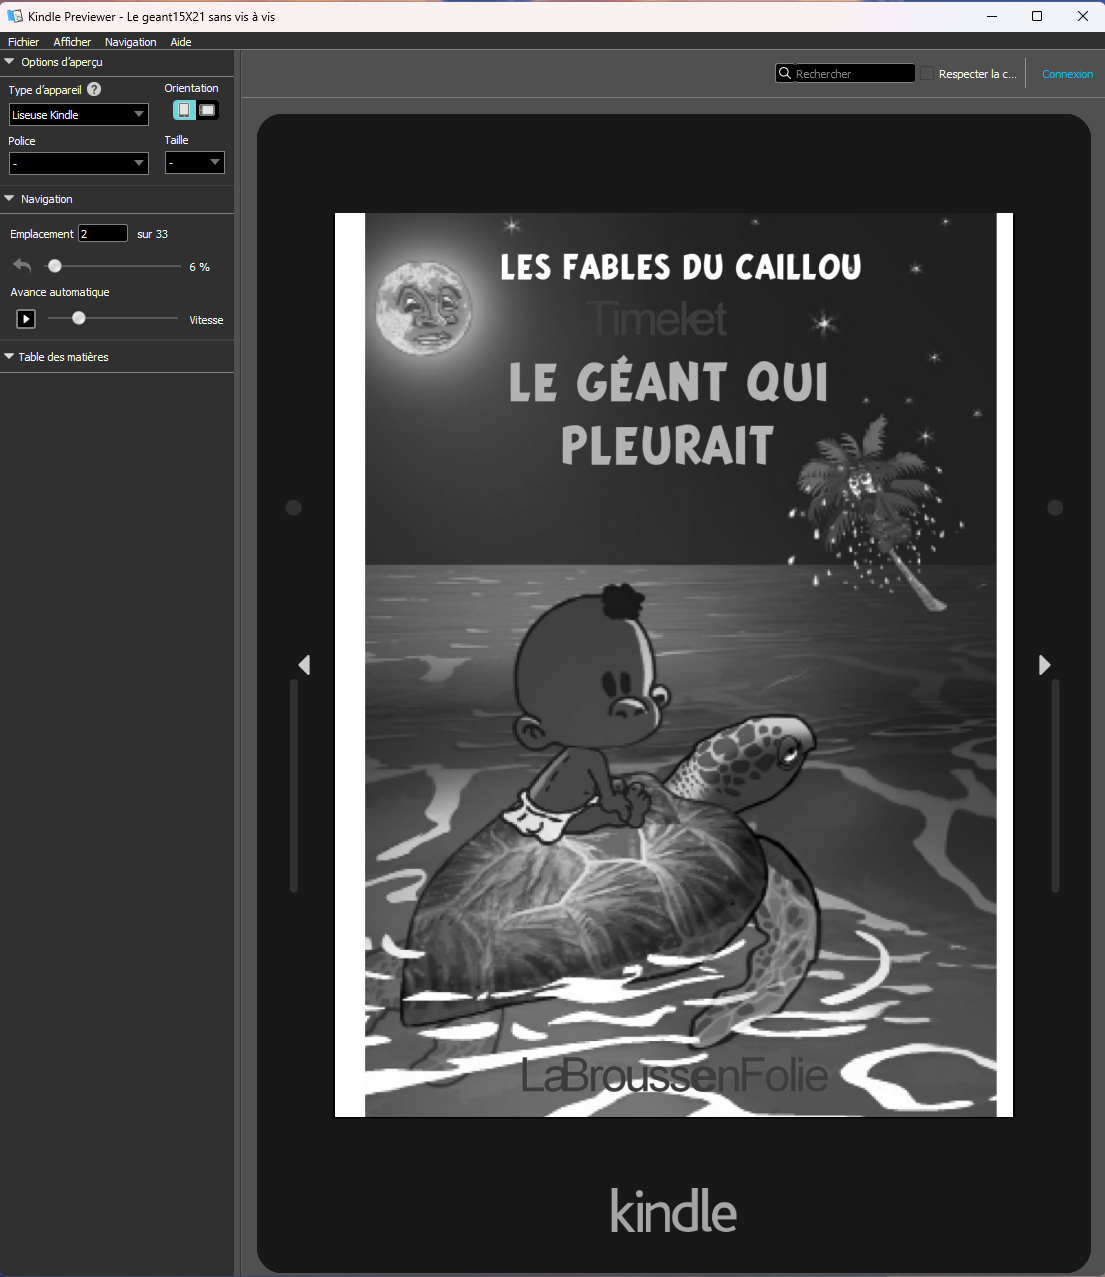 Kindle Previewer - Le geant15X21 sans vis à vis
Fichier Afficher Navigation Aide
Options d'aperçu
Rechercher
Respecter la c...
Connexion
Type d'appareil ?
Orientation
Liseuse Kindle
Police
Taille
-
-
Navigation
Emplacement 2 sur 33
6 %
Avance automatique
Vitesse
Table des matières
LES FABLES DU CAILLOU
Timeket
LE GÉANT QUI
PLEURAIT
LaBroussenFolie
kindle